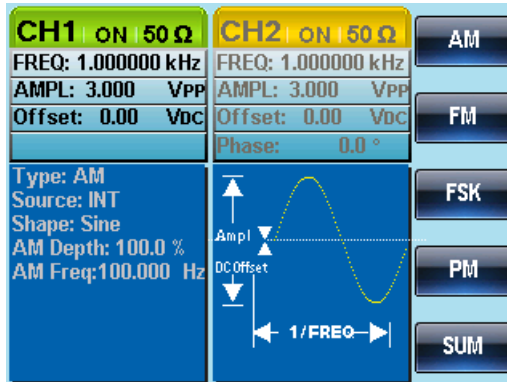 CH1 ON 50 Ω
FREQ: 1.000000 kHz
AMPL: 3.000 VPP
Offset: 0.00 VDC
CH2 ON 50 Ω
FREQ: 1.000000 kHz
AMPL: 3.000 VPP
Offset: 0.00 VDC
Phase: 0.0 °
Type: AM
Source: INT
Shape: Sine
AM Depth: 100.0 %
AM Freq:100.000 Hz
Ampl
DC Offset
1/FREQ
AM
FM
FSK
PM
SUM